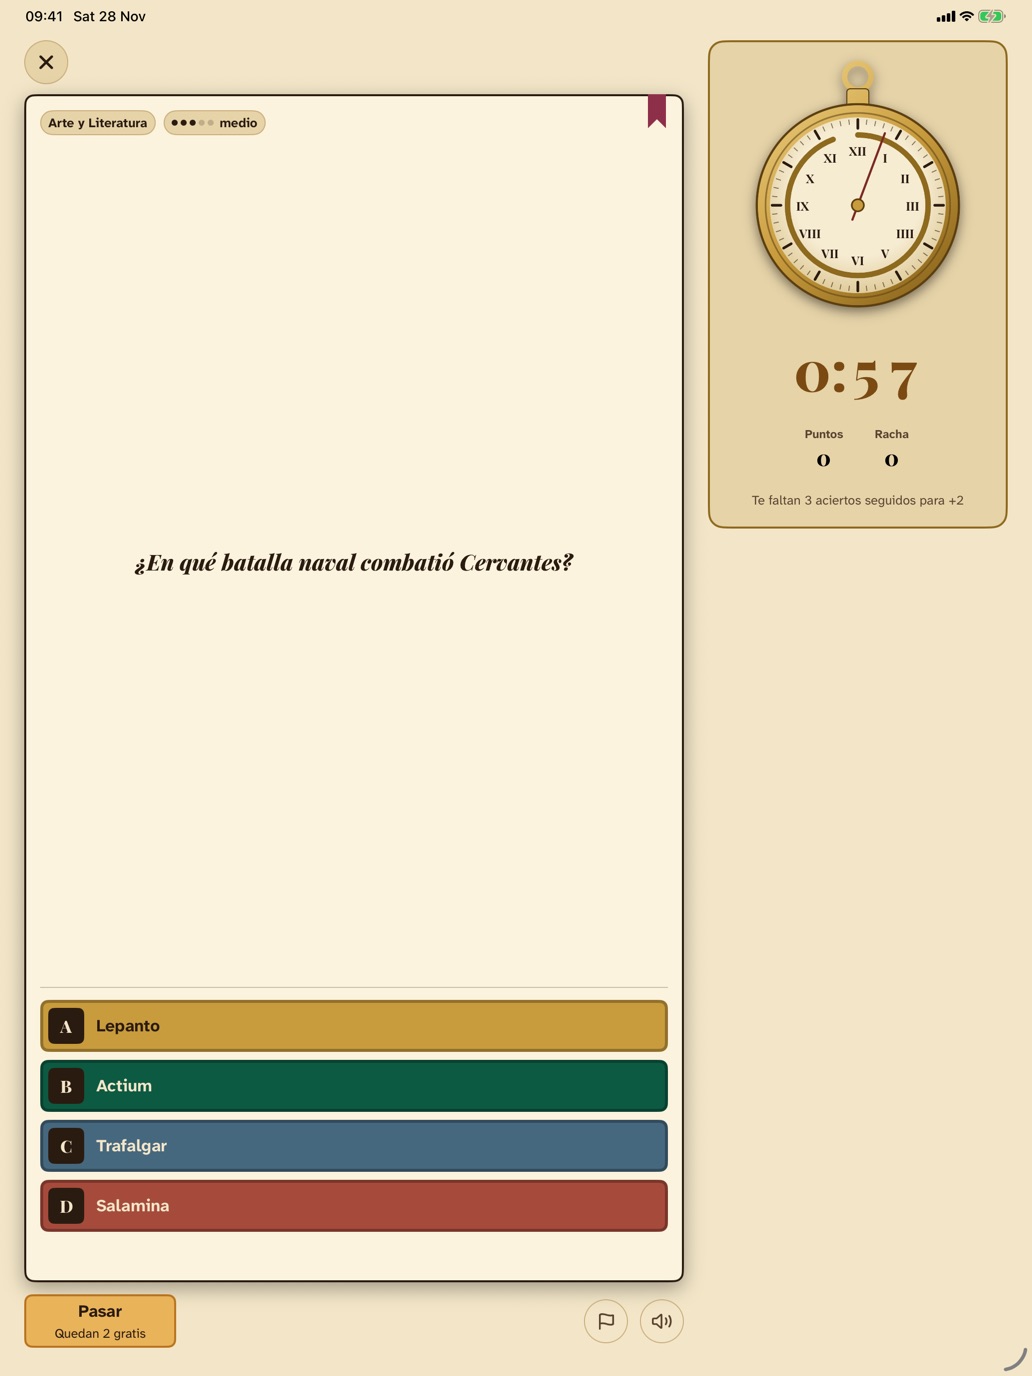 09:41 Sat 28 Nov
Arte y Literatura
medio
¿En qué batalla naval combatió Cervantes?
A Lepanto
B Actium
C Trafalgar
D Salamina
Pasar
Quedan 2 gratis
XII
I
II
III
IIII
V
VI
VII
VIII
IX
X
XI
0:57
Puntos Racha
0 0
Te faltan 3 aciertos seguidos para +2